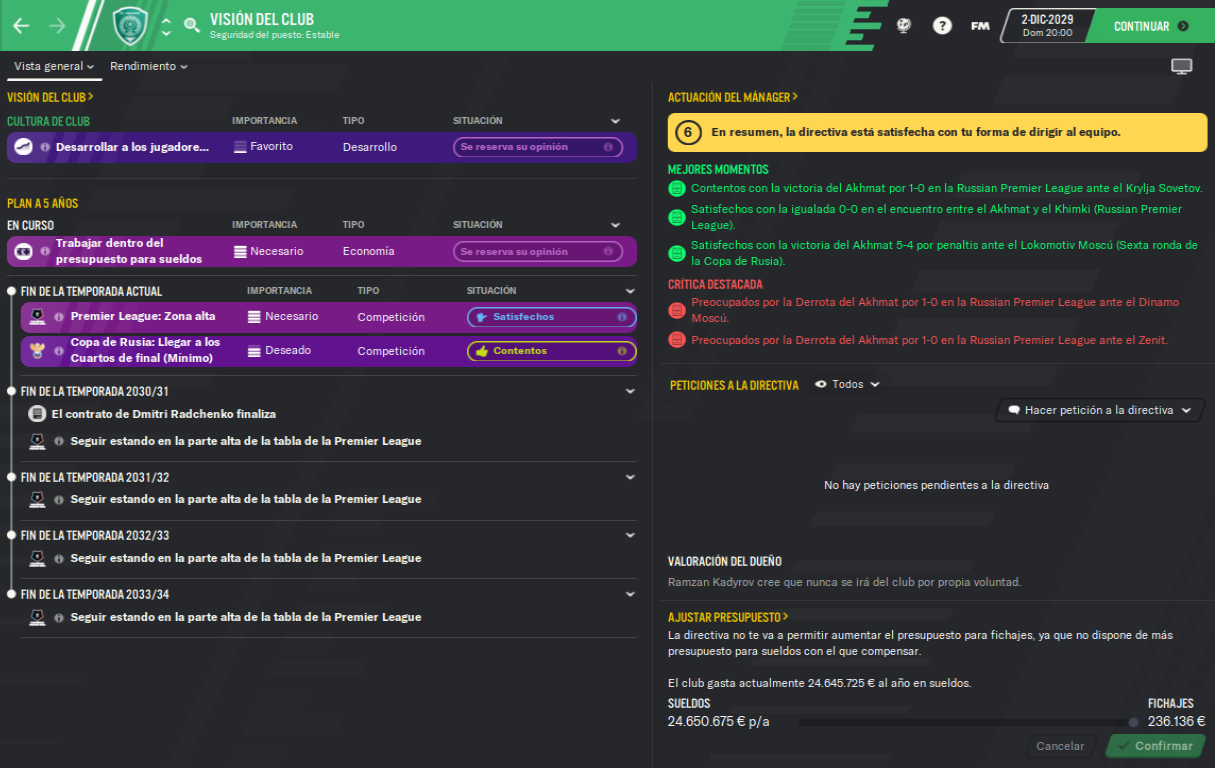 VISIÓN DEL CLUB
Seguridad del puesto: Estable
FM
2-DIC-2029
Dom 20:00
CONTINUAR
Vista general
Rendimiento
VISIÓN DEL CLUB
CULTURA DE CLUB
IMPORTANCIA
TIPO
SITUACIÓN
Desarrollar a los jugadore...
Favorito
Desarrollo
Se reserva su opinión
PLAN A 5 AÑOS
EN CURSO
IMPORTANCIA
TIPO
SITUACIÓN
Trabajar dentro del
presupuesto para sueldos
Necesario
Economía
Se reserva su opinión
FIN DE LA TEMPORADA ACTUAL
IMPORTANCIA
TIPO
SITUACIÓN
Premier League: Zona alta
Necesario
Competición
Satisfechos
Copa de Rusia: Llegar a los
Cuartos de final (Mínimo)
Deseado
Competición
Contentos
FIN DE LA TEMPORADA 2030/31
El contrato de Dmitri Radchenko finaliza
Seguir estando en la parte alta de la tabla de la Premier League
FIN DE LA TEMPORADA 2031/32
Seguir estando en la parte alta de la tabla de la Premier League
FIN DE LA TEMPORADA 2032/33
Seguir estando en la parte alta de la tabla de la Premier League
FIN DE LA TEMPORADA 2033/34
Seguir estando en la parte alta de la tabla de la Premier League
ACTUACIÓN DEL MÁNAGER
6
En resumen, la directiva está satisfecha con tu forma de dirigir al equipo.
MEJORES MOMENTOS
Contentos con la victoria del Akhmat por 1-0 en la Russian Premier League ante el Krylja Sovetov.
Satisfechos con la igualada 0-0 en el encuentro entre el Akhmat y el Khimki (Russian Premier
League).
Satisfechos con la victoria del Akhmat 5-4 por penaltis ante el Lokomotiv Moscú (Sexta ronda de
la Copa de Rusia).
CRÍTICA DESTACADA
Preocupados por la Derrota del Akhmat por 1-0 en la Russian Premier League ante el Dinamo
Moscú.
Preocupados por la Derrota del Akhmat por 1-0 en la Russian Premier League ante el Zenit.
PETICIONES A LA DIRECTIVA
Todos
Hacer petición a la directiva
No hay peticiones pendientes a la directiva
VALORACIÓN DEL DUEÑO
Ramzan Kadyrov cree que nunca se irá del club por propia voluntad.
AJUSTAR PRESUPUESTO
La directiva no te va a permitir aumentar el presupuesto para fichajes, ya que no dispone de más
presupuesto para sueldos con el que compensar.
El club gasta actualmente 24.645.725 € al año en sueldos.
SUELDOS
FICHAJES
24.650.675 € p/a
236.136 €
Cancelar
Confirmar